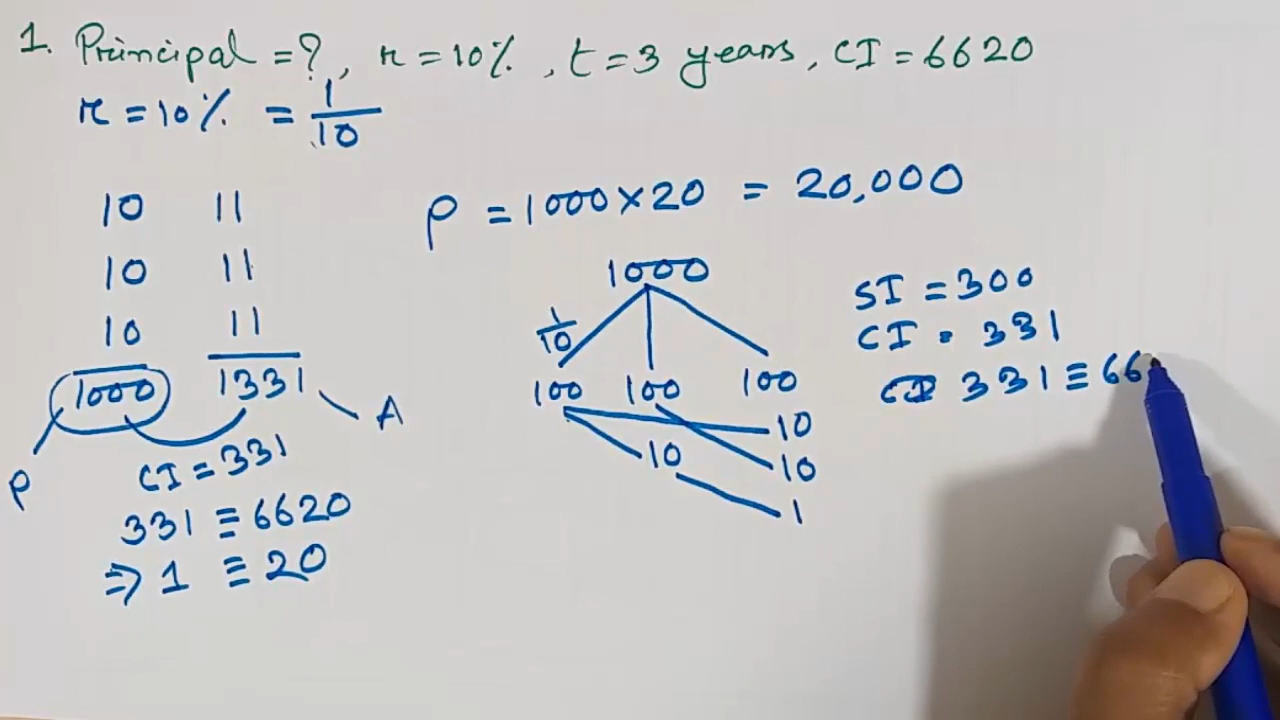 1. Principal = ?, r = 10%, t = 3 years, CI = 6620
r = 10% = 1/10
10 11
10 11
10 11
1000 1331
A
P
CI = 331
331 ≡ 6620
⇒ 1 ≡ 20
P = 1000 × 20 = 20,000
1000
1/10
100 100 100
10
10 10
1
SI = 300
CI = 331
331 ≡ 66